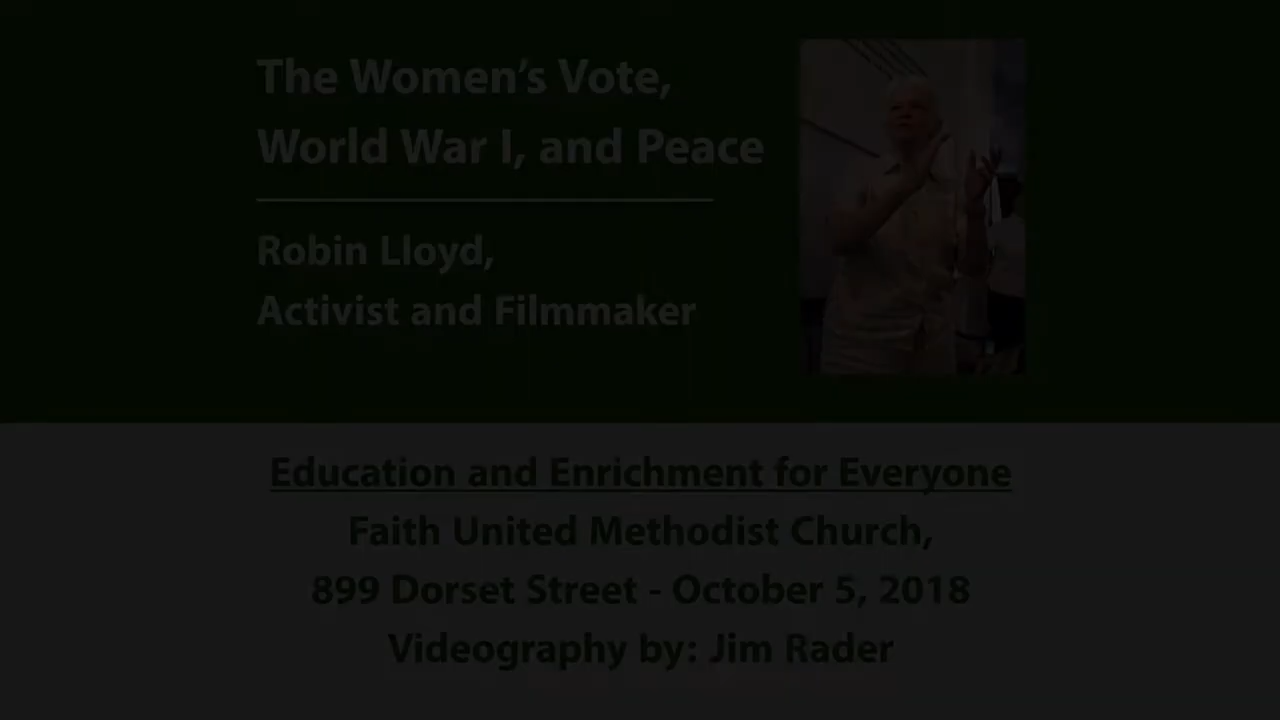 The Women's Vote,
World War I, and Peace
Robin Lloyd,
Activist and Filmmaker
Education and Enrichment for Everyone
Faith United Methodist Church,
899 Dorset Street - October 5, 2018
Videography by: Jim Rader